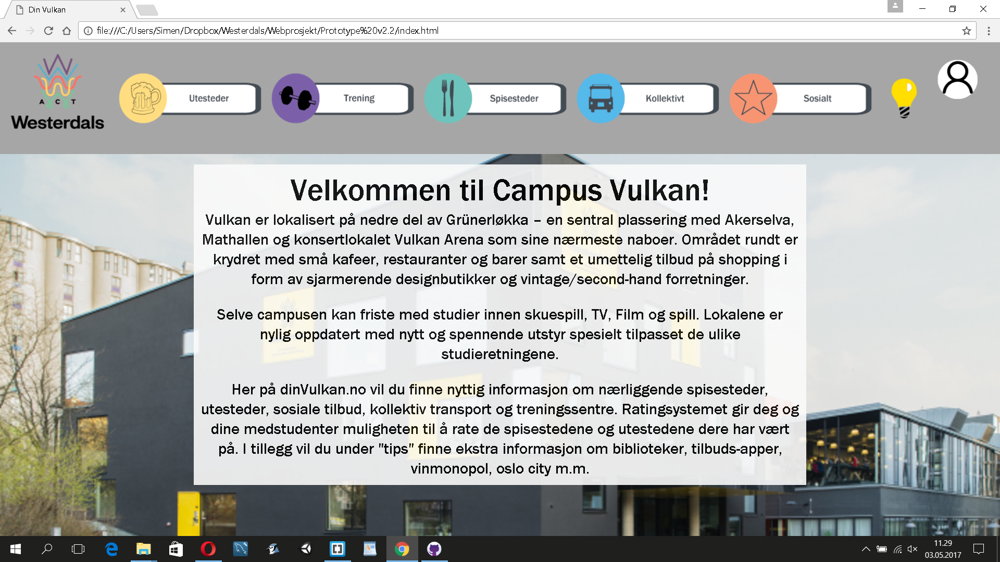 Din Vulkan
file:///C:/Users/Simen/Dropbox/Westerdals/Webprosjekt/Prototype%20v2.2/index.html
A C T
Westerdals
Utesteder
Trening
Spisesteder
Kollektivt
Sosialt
Velkommen til Campus Vulkan!
Vulkan er lokalisert på nedre del av Grünerløkka – en sentral plassering med Akerselva,
Mathallen og konsertlokalet Vulkan Arena som sine nærmeste naboer. Området rundt er
krydret med små kafeer, restauranter og barer samt et umettelig tilbud på shopping i
form av sjarmerende designbutikker og vintage/second-hand forretninger.
Selve campusen kan friste med studier innen skuespill, TV, Film og spill. Lokalene er
nylig oppdatert med nytt og spennende utstyr spesielt tilpasset de ulike
studieretningene.
Her på dinVulkan.no vil du finne nyttig informasjon om nærliggende spisesteder,
utesteder, sosiale tilbud, kollektiv transport og treningssentre. Ratingsystemet gir deg og
dine medstudenter muligheten til å rate de spisestedene og utestedene dere har vært
på. I tillegg vil du under "tips" finne ekstra informasjon om biblioteker, tilbuds-apper,
vinmonopol, oslo city m.m.
11.29
03.05.2017